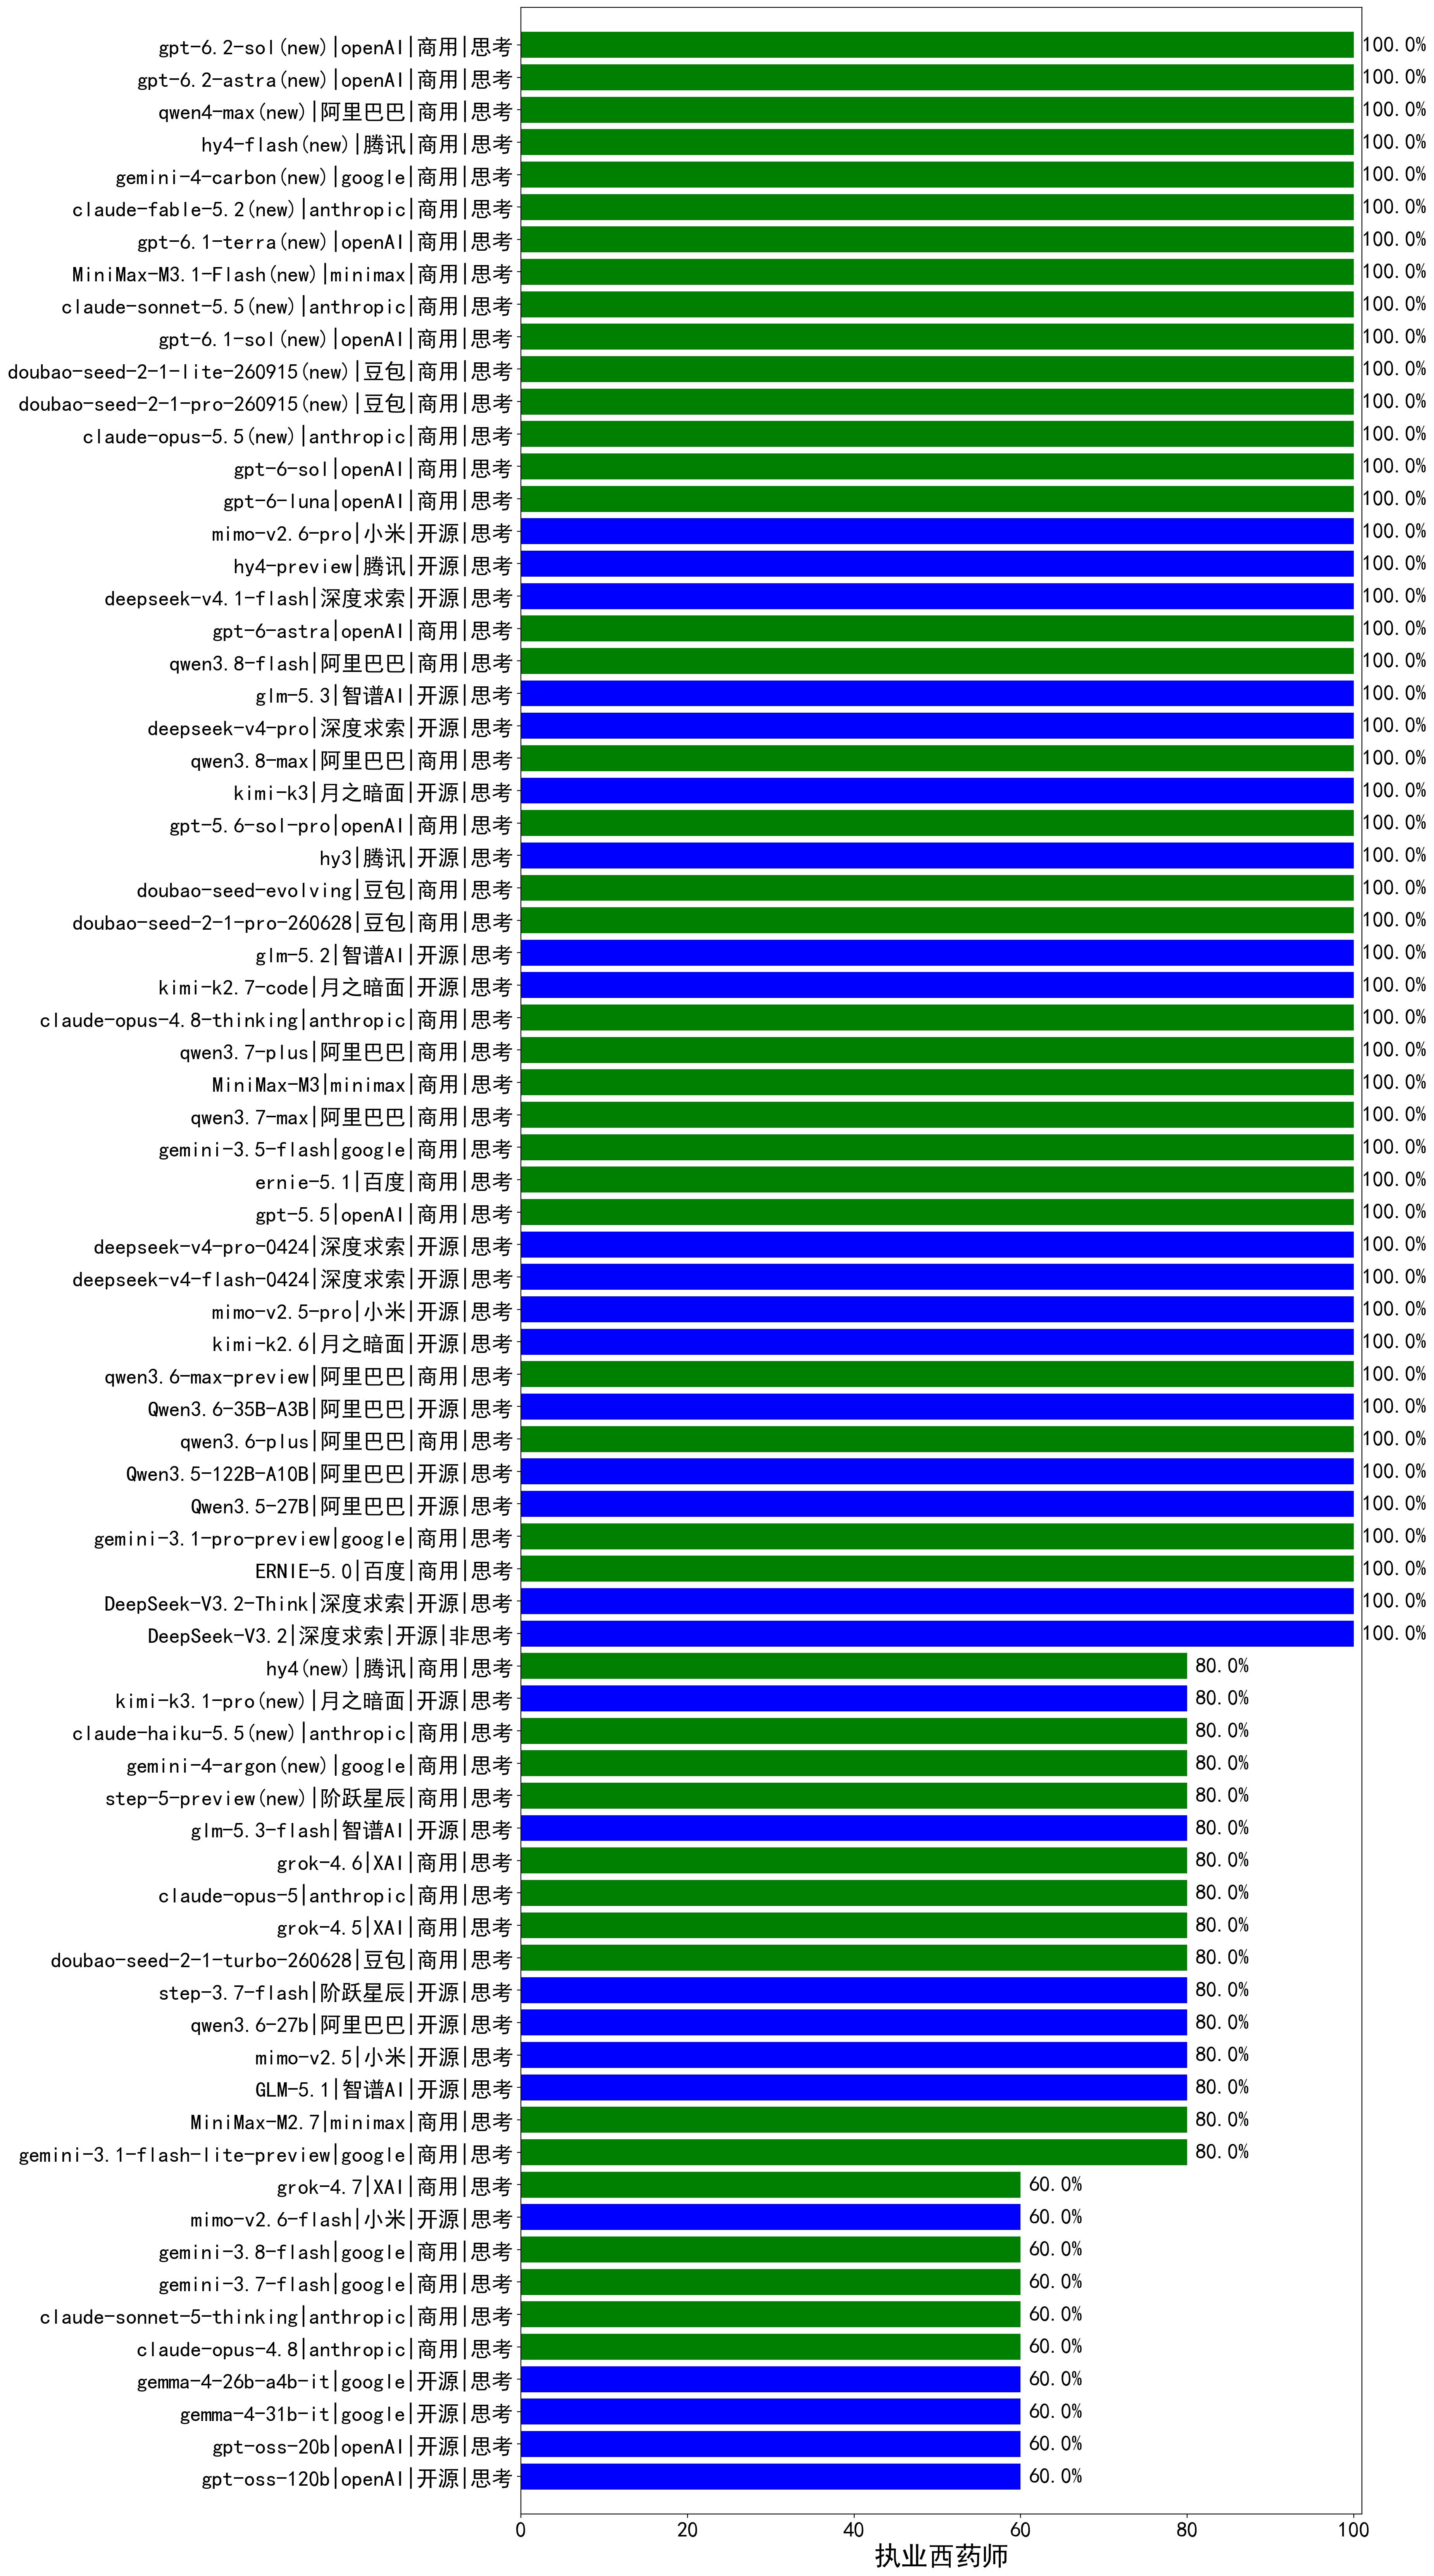 gpt-6.2-sol(new)|openAI|商用|思考 100.0%
gpt-6.2-astra(new)|openAI|商用|思考 100.0%
qwen4-max(new)|阿里巴巴|商用|思考 100.0%
hy4-flash(new)|腾讯|商用|思考 100.0%
gemini-4-carbon(new)|google|商用|思考 100.0%
claude-fable-5.2(new)|anthropic|商用|思考 100.0%
gpt-6.1-terra(new)|openAI|商用|思考 100.0%
MiniMax-M3.1-Flash(new)|minimax|商用|思考 100.0%
claude-sonnet-5.5(new)|anthropic|商用|思考 100.0%
gpt-6.1-sol(new)|openAI|商用|思考 100.0%
doubao-seed-2-1-lite-260915(new)|豆包|商用|思考 100.0%
doubao-seed-2-1-pro-260915(new)|豆包|商用|思考 100.0%
claude-opus-5.5(new)|anthropic|商用|思考 100.0%
gpt-6-sol|openAI|商用|思考 100.0%
gpt-6-luna|openAI|商用|思考 100.0%
mimo-v2.6-pro|小米|开源|思考 100.0%
hy4-preview|腾讯|开源|思考 100.0%
deepseek-v4.1-flash|深度求索|开源|思考 100.0%
gpt-6-astra|openAI|商用|思考 100.0%
qwen3.8-flash|阿里巴巴|商用|思考 100.0%
glm-5.3|智谱AI|开源|思考 100.0%
deepseek-v4-pro|深度求索|开源|思考 100.0%
qwen3.8-max|阿里巴巴|商用|思考 100.0%
kimi-k3|月之暗面|开源|思考 100.0%
gpt-5.6-sol-pro|openAI|商用|思考 100.0%
hy3|腾讯|开源|思考 100.0%
doubao-seed-evolving|豆包|商用|思考 100.0%
doubao-seed-2-1-pro-260628|豆包|商用|思考 100.0%
glm-5.2|智谱AI|开源|思考 100.0%
kimi-k2.7-code|月之暗面|开源|思考 100.0%
claude-opus-4.8-thinking|anthropic|商用|思考 100.0%
qwen3.7-plus|阿里巴巴|商用|思考 100.0%
MiniMax-M3|minimax|商用|思考 100.0%
qwen3.7-max|阿里巴巴|商用|思考 100.0%
gemini-3.5-flash|google|商用|思考 100.0%
ernie-5.1|百度|商用|思考 100.0%
gpt-5.5|openAI|商用|思考 100.0%
deepseek-v4-pro-0424|深度求索|开源|思考 100.0%
deepseek-v4-flash-0424|深度求索|开源|思考 100.0%
mimo-v2.5-pro|小米|开源|思考 100.0%
kimi-k2.6|月之暗面|开源|思考 100.0%
qwen3.6-max-preview|阿里巴巴|商用|思考 100.0%
Qwen3.6-35B-A3B|阿里巴巴|开源|思考 100.0%
qwen3.6-plus|阿里巴巴|商用|思考 100.0%
Qwen3.5-122B-A10B|阿里巴巴|开源|思考 100.0%
Qwen3.5-27B|阿里巴巴|开源|思考 100.0%
gemini-3.1-pro-preview|google|商用|思考 100.0%
ERNIE-5.0|百度|商用|思考 100.0%
DeepSeek-V3.2-Think|深度求索|开源|思考 100.0%
DeepSeek-V3.2|深度求索|开源|非思考 100.0%
hy4(new)|腾讯|商用|思考 80.0%
kimi-k3.1-pro(new)|月之暗面|开源|思考 80.0%
claude-haiku-5.5(new)|anthropic|商用|思考 80.0%
gemini-4-argon(new)|google|商用|思考 80.0%
step-5-preview(new)|阶跃星辰|商用|思考 80.0%
glm-5.3-flash|智谱AI|开源|思考 80.0%
grok-4.6|XAI|商用|思考 80.0%
claude-opus-5|anthropic|商用|思考 80.0%
grok-4.5|XAI|商用|思考 80.0%
doubao-seed-2-1-turbo-260628|豆包|商用|思考 80.0%
step-3.7-flash|阶跃星辰|开源|思考 80.0%
qwen3.6-27b|阿里巴巴|开源|思考 80.0%
mimo-v2.5|小米|开源|思考 80.0%
GLM-5.1|智谱AI|开源|思考 80.0%
MiniMax-M2.7|minimax|商用|思考 80.0%
gemini-3.1-flash-lite-preview|google|商用|思考 80.0%
grok-4.7|XAI|商用|思考 60.0%
mimo-v2.6-flash|小米|开源|思考 60.0%
gemini-3.8-flash|google|商用|思考 60.0%
gemini-3.7-flash|google|商用|思考 60.0%
claude-sonnet-5-thinking|anthropic|商用|思考 60.0%
claude-opus-4.8|anthropic|商用|思考 60.0%
gemma-4-26b-a4b-it|google|开源|思考 60.0%
gemma-4-31b-it|google|开源|思考 60.0%
gpt-oss-20b|openAI|开源|思考 60.0%
gpt-oss-120b|openAI|开源|思考 60.0%
0 20 40 60 80 100
执业西药师